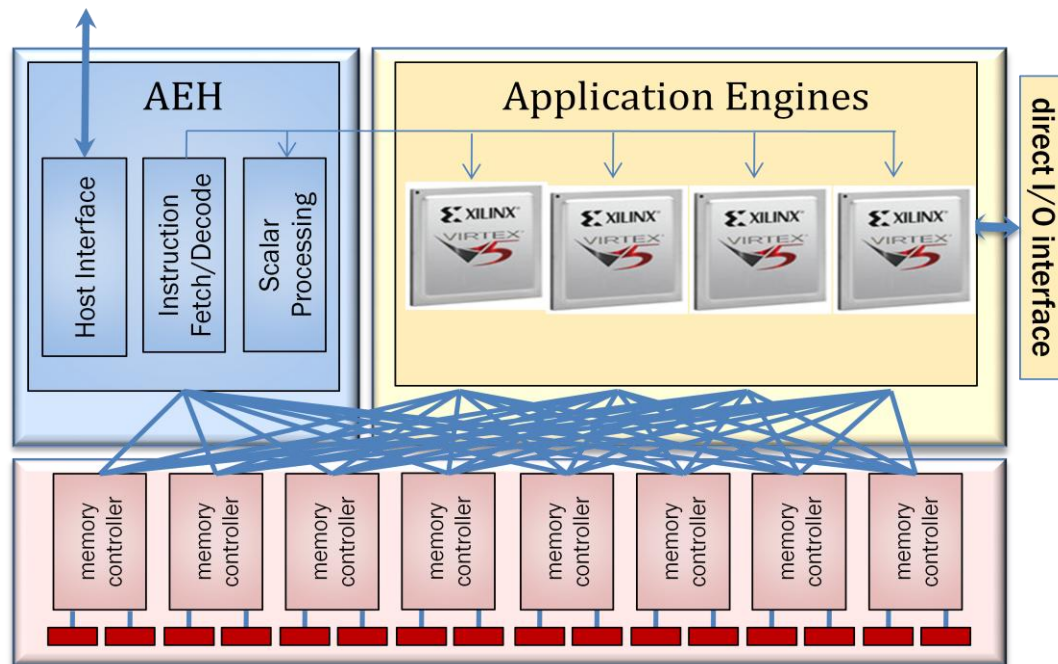 AEH
Application Engines
Host Interface
Instruction
Fetch/Decode
Scalar
Processing
XILINX
VIRTEX 5
XILINX
VIRTEX 5
XILINX
VIRTEX 5
XILINX
VIRTEX 5
direct I/O interface
memory
controller
memory
controller
memory
controller
memory
controller
memory
controller
memory
controller
memory
controller
memory
controller